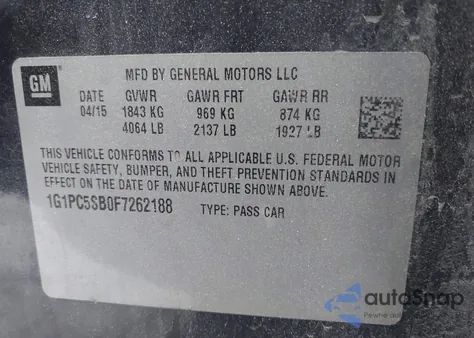 GM
MFD BY GENERAL MOTORS LLC
DATE GVWR GAWR FRT GAWR RR
04/15 1843 KG 969 KG 874 KG
4064 LB 2137 LB 1927 LB
THIS VEHICLE CONFORMS TO ALL APPLICABLE U.S. FEDERAL MOTOR
VEHICLE SAFETY, BUMPER, AND THEFT PREVENTION STANDARDS IN
EFFECT ON THE DATE OF MANUFACTURE SHOWN ABOVE.
1G1PC5SB0F7262188 TYPE: PASS CAR
autoSnap